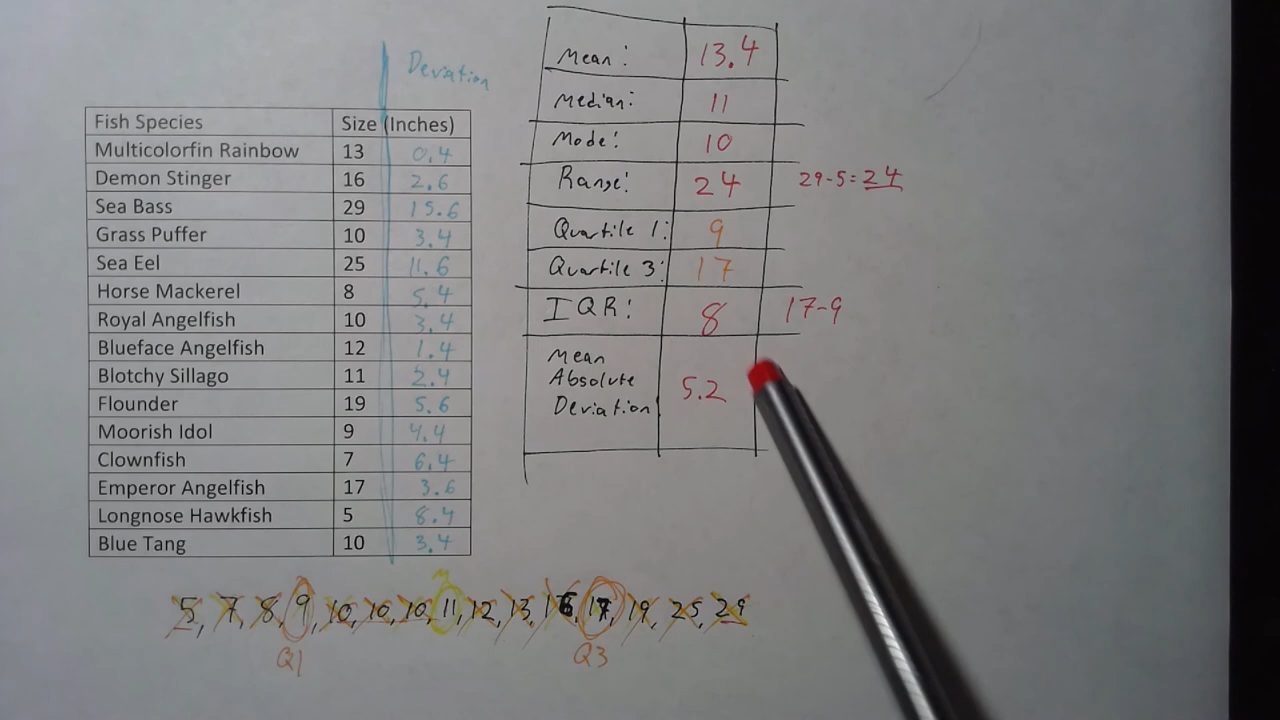 Deviation
Fish Species Size (Inches)
Multicolorfin Rainbow 13 0.4
Demon Stinger 16 2.6
Sea Bass 29 15.6
Grass Puffer 10 3.4
Sea Eel 25 11.6
Horse Mackerel 8 5.4
Royal Angelfish 10 3.4
Blueface Angelfish 12 1.4
Blotchy Sillago 11 2.4
Flounder 19 5.6
Moorish Idol 9 4.4
Clownfish 7 6.4
Emperor Angelfish 17 3.6
Longnose Hawkfish 5 8.4
Blue Tang 10 3.4
Mean: 13.4
Median: 11
Mode: 10
Range: 24 29-5=24
Quartile 1: 9
Quartile 3: 17
IQR: 8 17-9
Mean
Absolute
Deviation 5.2
M
5, 7, 8, 9, 10, 10, 10, 11, 12, 13, 16, 17, 19, 25, 29
Q1 Q3